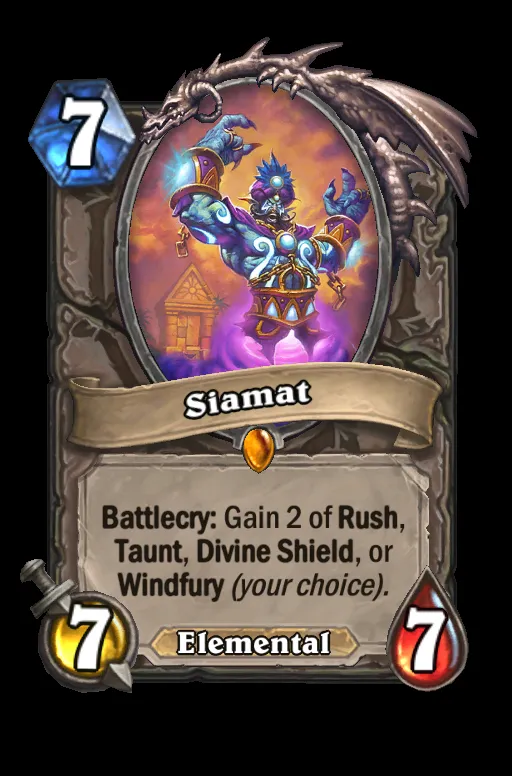 7
Siamat
Battlecry: Gain 2 of Rush,
Taunt, Divine Shield, or
Windfury (your choice).
7
Elemental
7